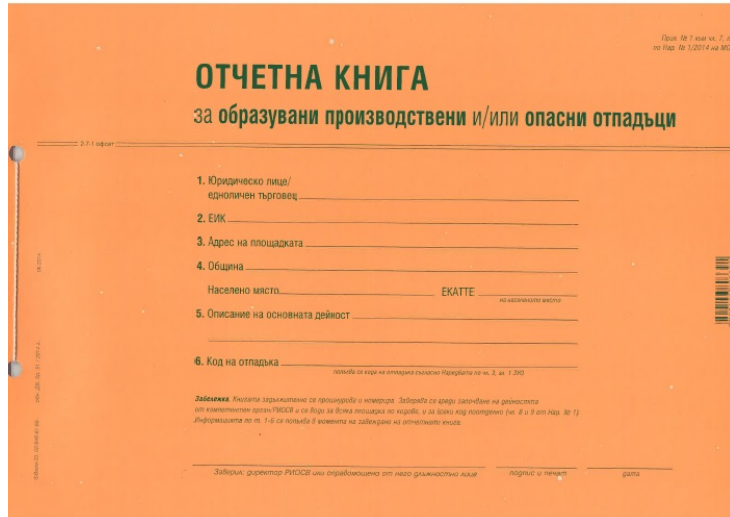 Прил. № 1 към чл. 7,
по Нар. № 1/2014 на
ОТЧЕТНА КНИГА
за образувани производствени и/или опасни отпадъци
3 7-1 офсет
1. Юридическо лице/
едноличен търговец
2. ЕИК
3. Адрес на площадката
4. Община
Населено място ЕКАТТЕ
на населеното място
5. Описание на основната дейност
6. Код на отпадъка
попълва се кода на отпадъка съгласно Наредбата по чл. 3, ал. 1 ЗУО
Забележка. Книгата задължително се прошнурова и номерира. Заверява се преди започване на дейността
от компетентен орган/РИОСВ и се води за всяка площадка по кодове, и за всеки код поотделно (чл. 8 и 9 от Нар. № 1)
Информацията по т. 1-6 се попълва в момента на завеждане на отчетната книга.
Заверил: директор РИОСВ или оправомощено от него длъжностно лице подпис и печат дата